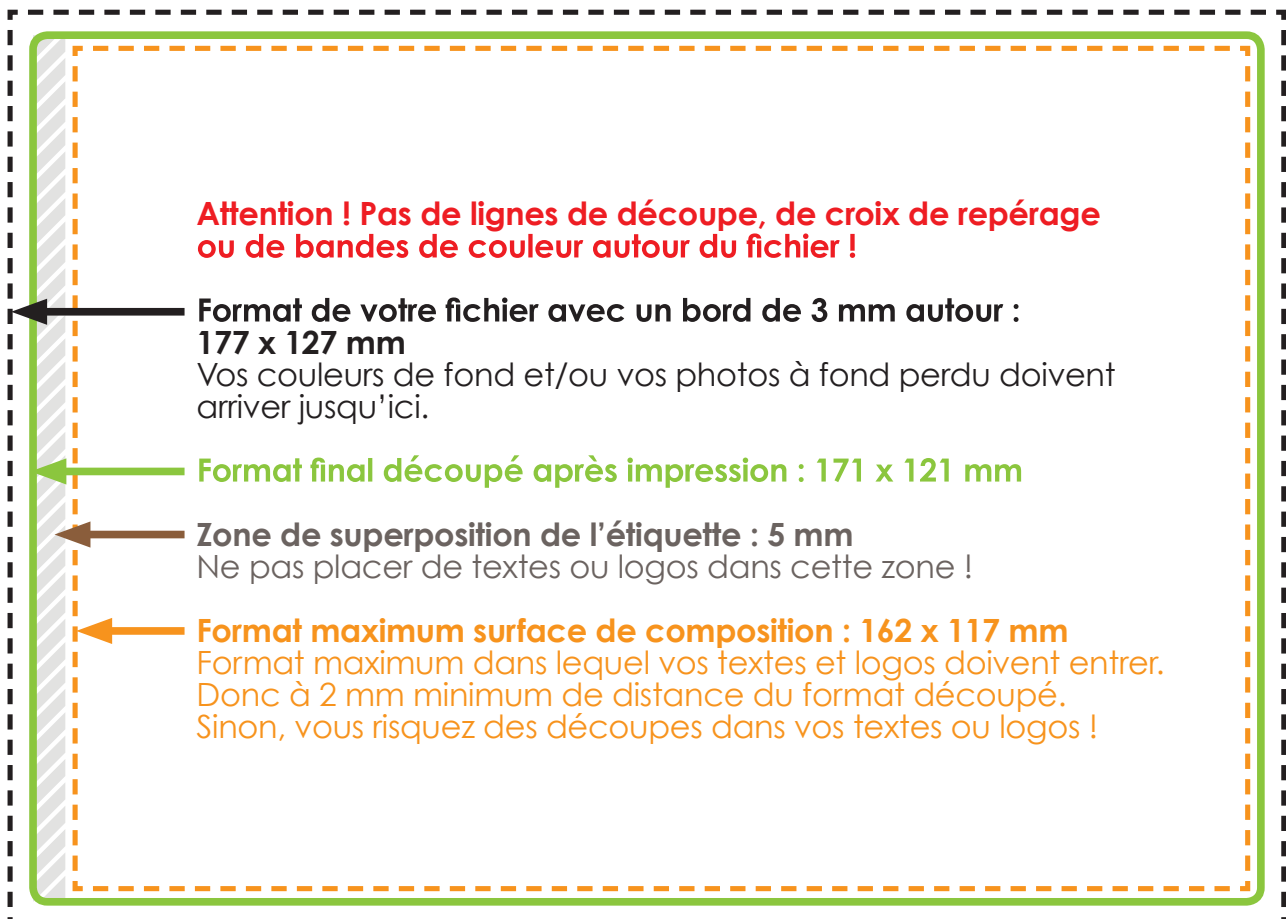 Attention ! Pas de lignes de découpe, de croix de repérage
ou de bandes de couleur autour du fichier !
Format de votre fichier avec un bord de 3 mm autour :
177 x 127 mm
Vos couleurs de fond et/ou vos photos à fond perdu doivent
arriver jusqu’ici.
Format final découpé après impression : 171 x 121 mm
Zone de superposition de l’étiquette : 5 mm
Ne pas placer de textes ou logos dans cette zone !
Format maximum surface de composition : 162 x 117 mm
Format maximum dans lequel vos textes et logos doivent entrer.
Donc à 2 mm minimum de distance du format découpé.
Sinon, vous risquez des découpes dans vos textes ou logos !